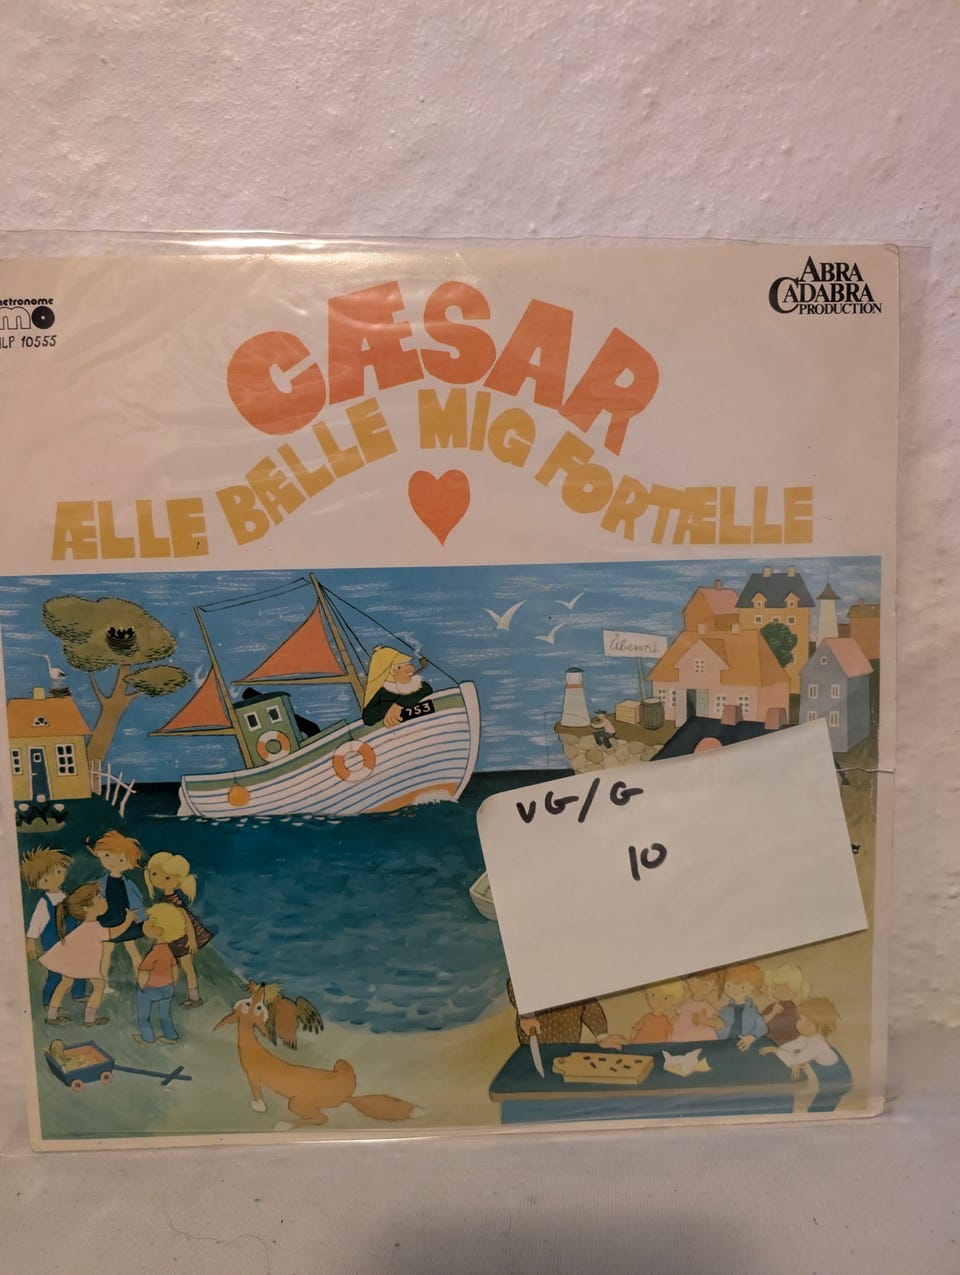 metronome
mo
MLP 10555
ABRA
CADABRA
PRODUCTION
CÆSAR
ÆLLE BÆLLE MIG FORTÆLLE
Åbenrå
753
VG/G
10